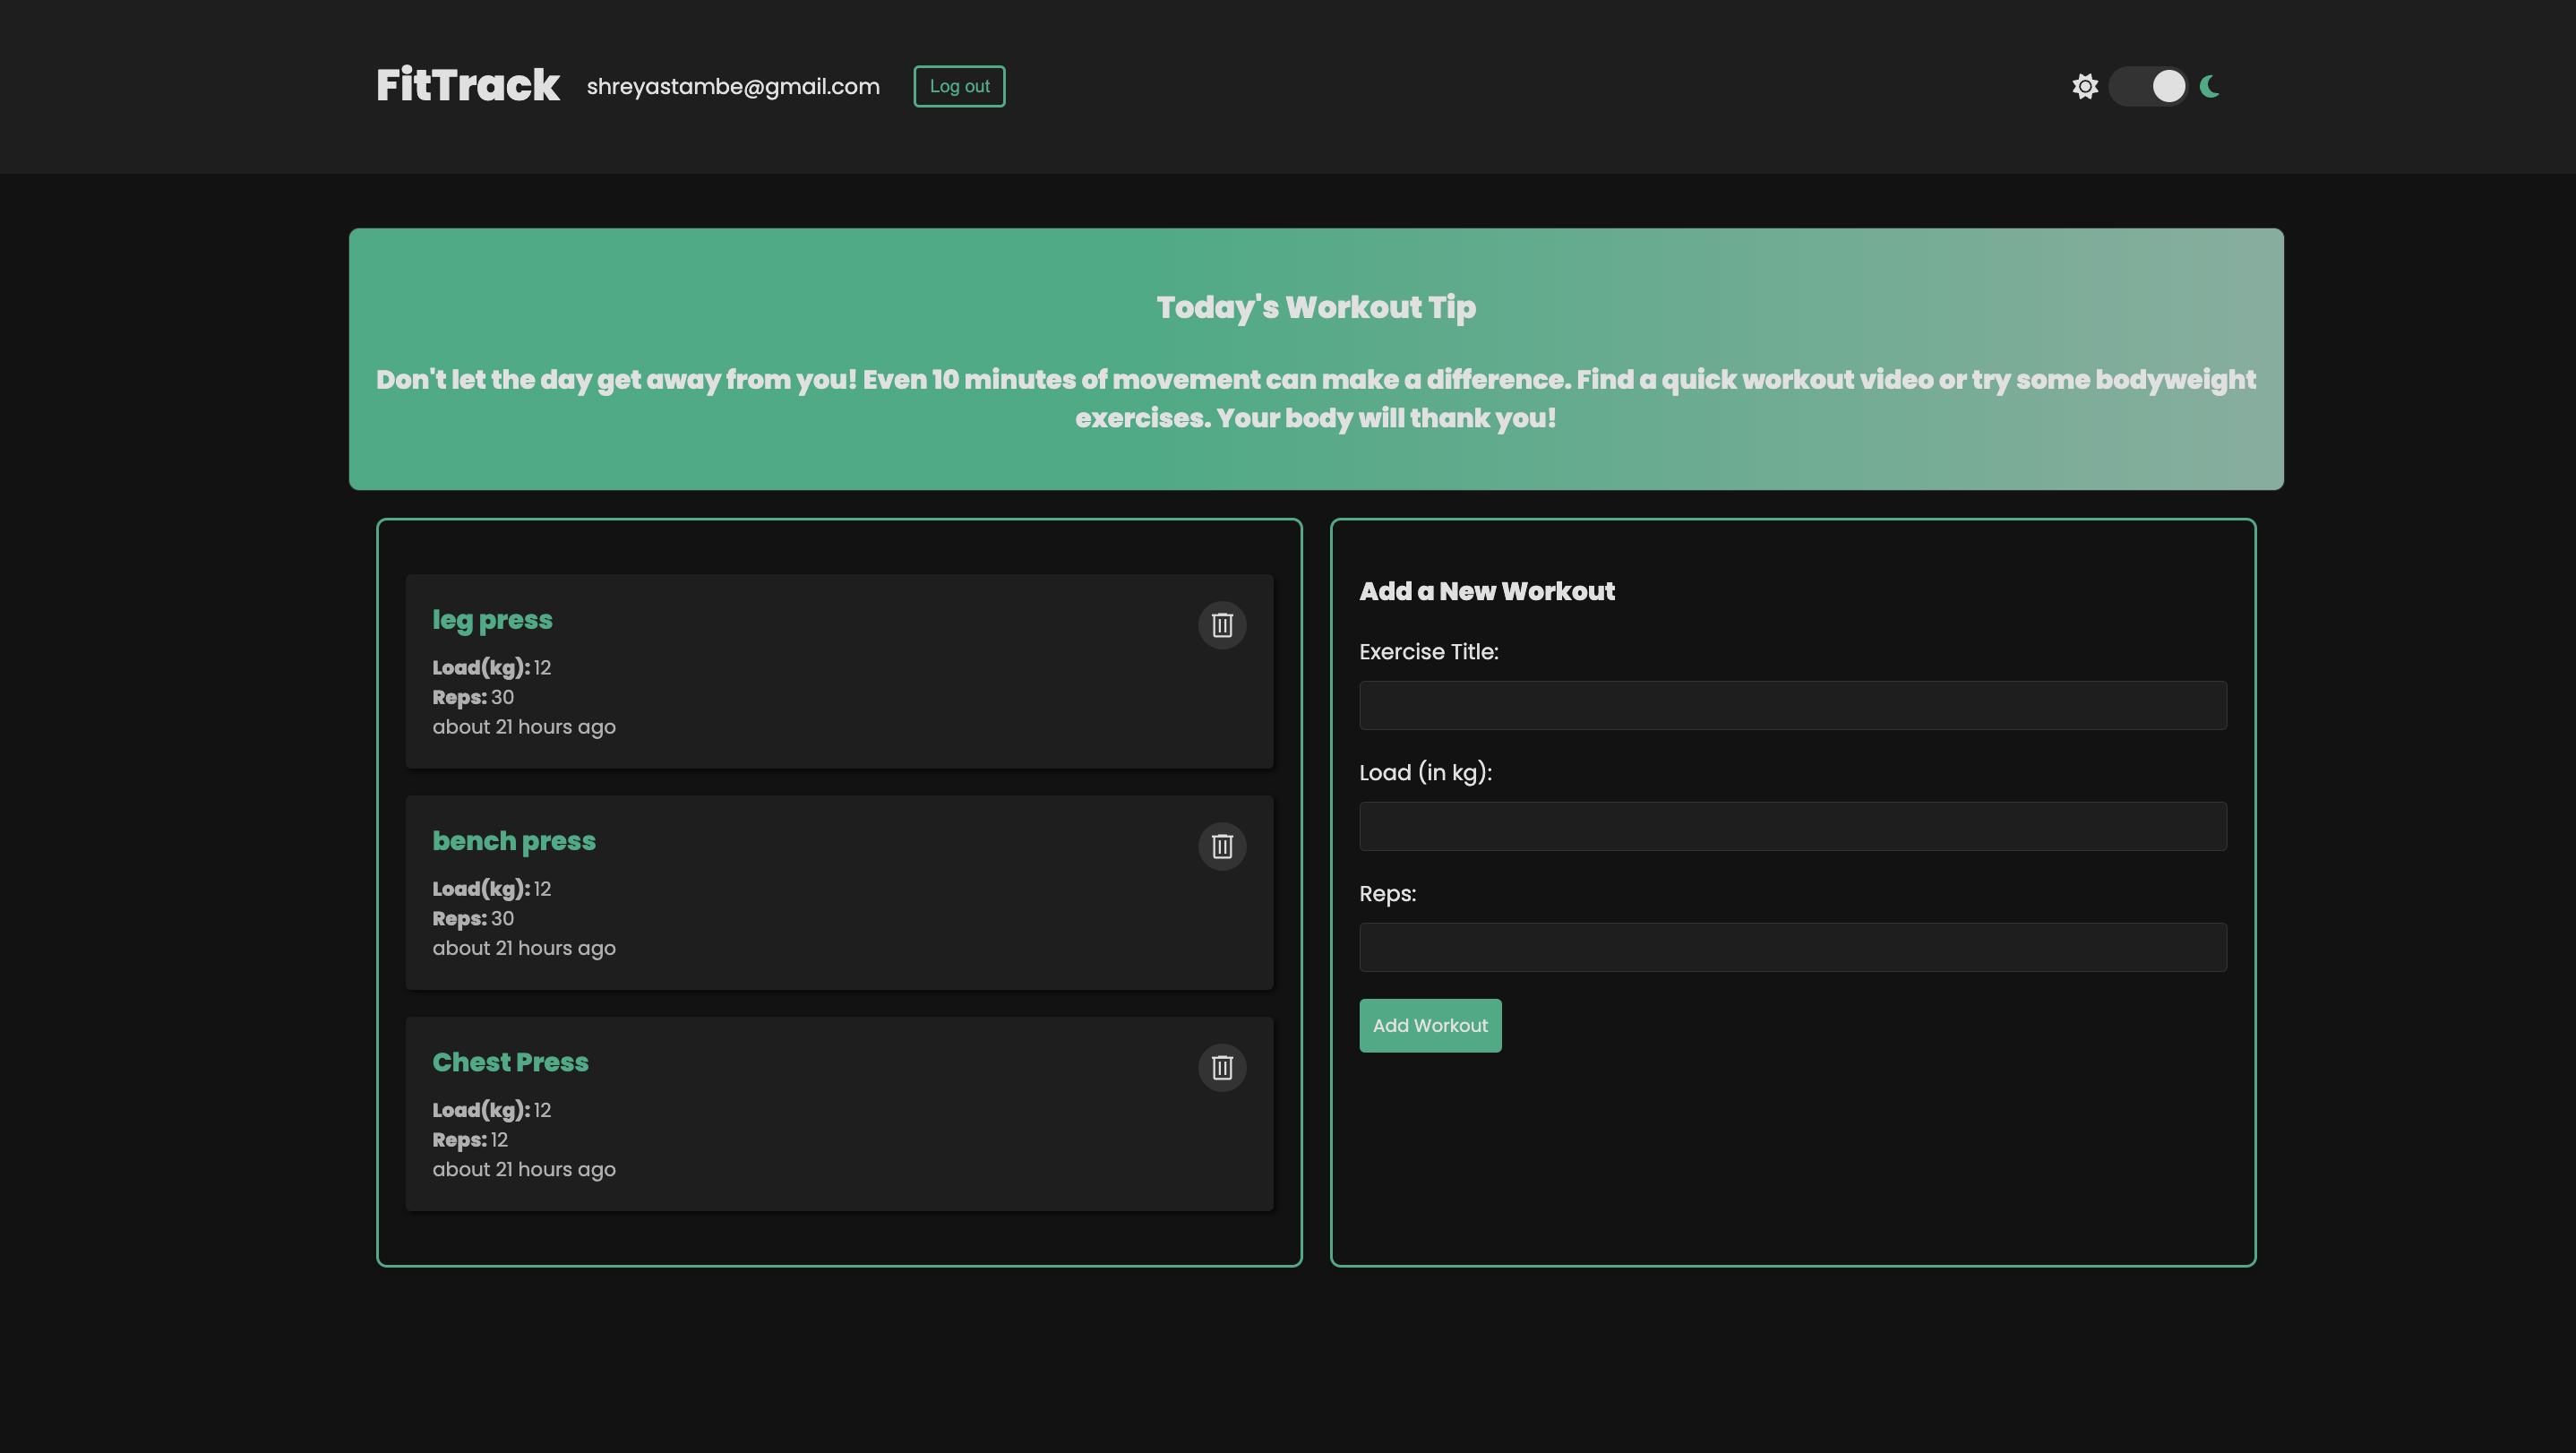 FitTrack
shreyastambe@gmail.com
Log out
Today's Workout Tip
Don't let the day get away from you! Even 10 minutes of movement can make a difference. Find a quick workout video or try some bodyweight
exercises. Your body will thank you!
leg press
Load(kg): 12
Reps: 30
about 21 hours ago
bench press
Load(kg): 12
Reps: 30
about 21 hours ago
Chest Press
Load(kg): 12
Reps: 12
about 21 hours ago
Add a New Workout
Exercise Title:
Load (in kg):
Reps:
Add Workout